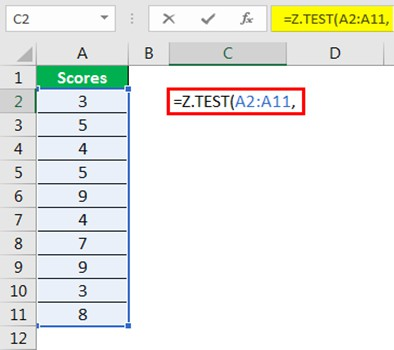 C2 fx =Z.TEST(A2:A11,
A B C D
1 Scores
2 3 =Z.TEST(A2:A11,
3 5
4 4
5 5
6 9
7 4
8 7
9 9
10 3
11 8
12